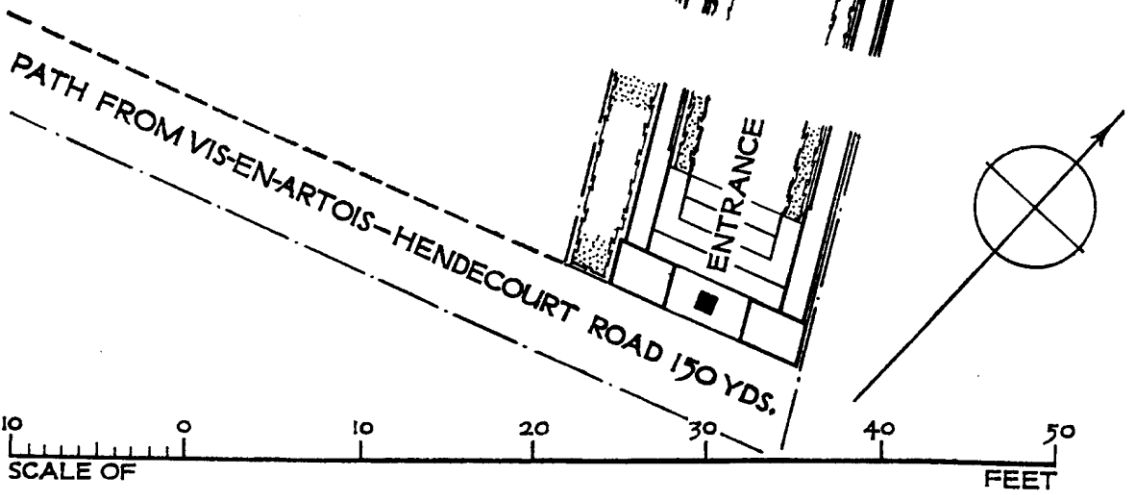 PATH FROM VIS-EN-ARTOIS-HENDECOURT ROAD 150 YDS.
ENTRANCE
10 0 10 20 30 40 50
SCALE OF FEET